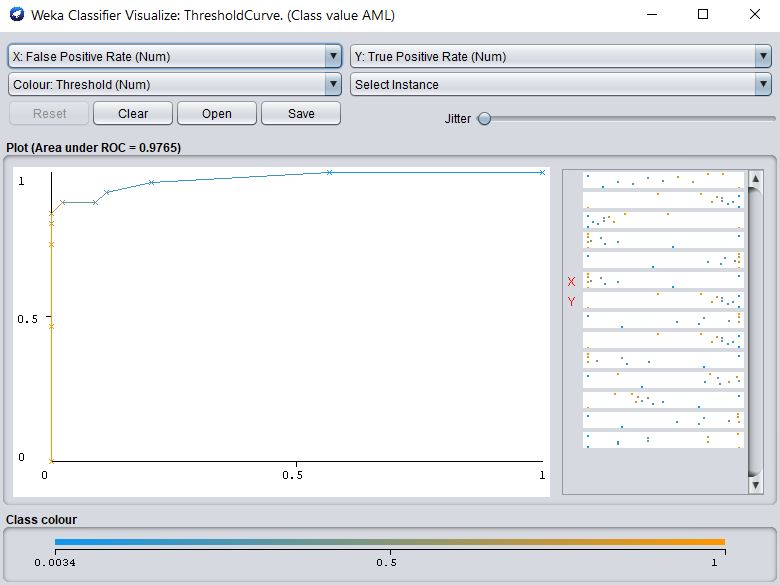 Weka Classifier Visualize: ThresholdCurve. (Class value AML)
X: False Positive Rate (Num) Y: True Positive Rate (Num)
Colour: Threshold (Num) Select Instance
Reset Clear Open Save Jitter
Plot (Area under ROC = 0.9765)
1
0.5
0
0 0.5 1
X
Y
Class colour
0.0034 0.5 1